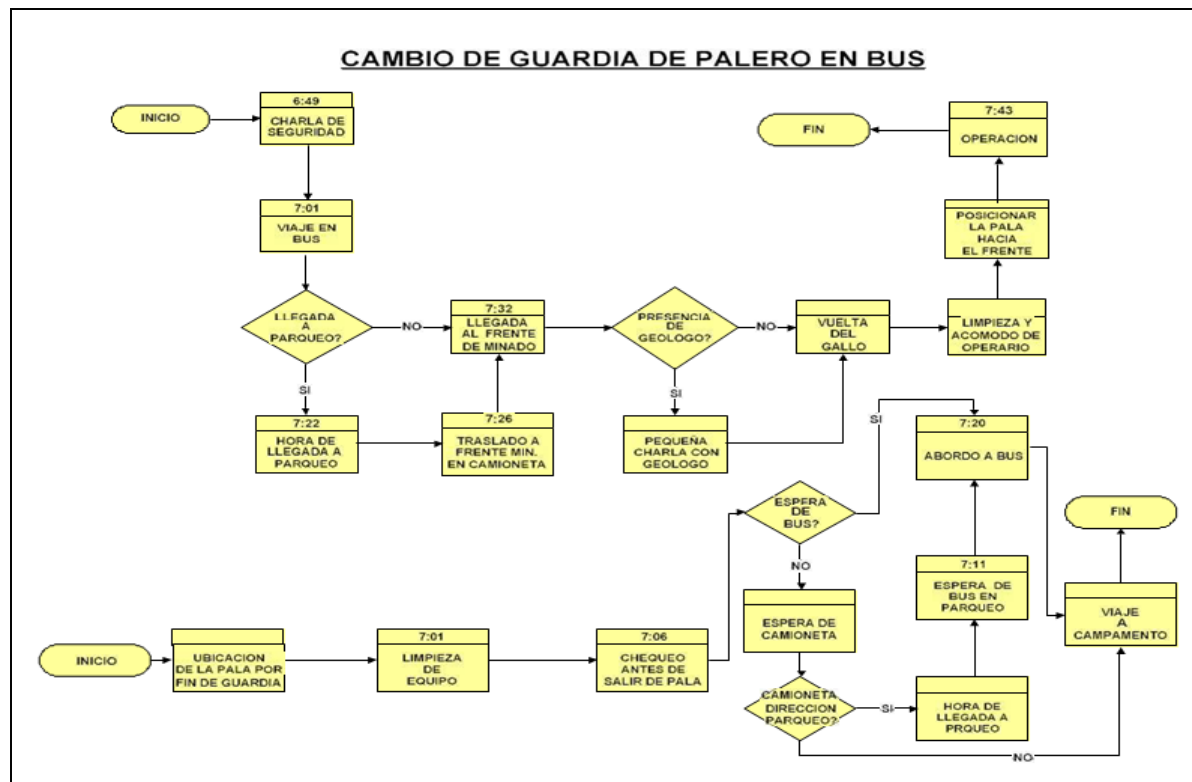 CAMBIO DE GUARDIA DE PALERO EN BUS
INICIO
6:49
CHARLA DE
SEGURIDAD
7:01
VIAJE EN
BUS
LLEGADA
A
PARQUEO?
NO
SI
7:22
HORA DE
LLEGADA A
PARQUEO
7:26
TRASLADO A
FRENTE MIN.
EN CAMIONETA
7:32
LLEGADA
AL FRENTE
DE MINADO
PRESENCIA
DE
GEOLOGO?
NO
SI
PEQUEÑA
CHARLA CON
GEOLOGO
VUELTA
DEL
GALLO
LIMPIEZA Y
ACOMODO DE
OPERARIO
POSICIONAR
LA PALA
HACIA
EL FRENTE
7:43
OPERACION
FIN
INICIO
UBICACION
DE LA PALA POR
FIN DE GUARDIA
7:01
LIMPIEZA
DE
EQUIPO
7:06
CHEQUEO
ANTES DE
SALIR DE PALA
ESPERA
DE
BUS?
SI
NO
ESPERA DE
CAMIONETA
CAMIONETA
DIRECCION
PARQUEO?
SI
NO
HORA DE
LLEGADA A
PRQUEO
7:11
ESPERA DE
BUS EN
PARQUEO
7:20
ABORDO A BUS
VIAJE
A
CAMPAMENTO
FIN